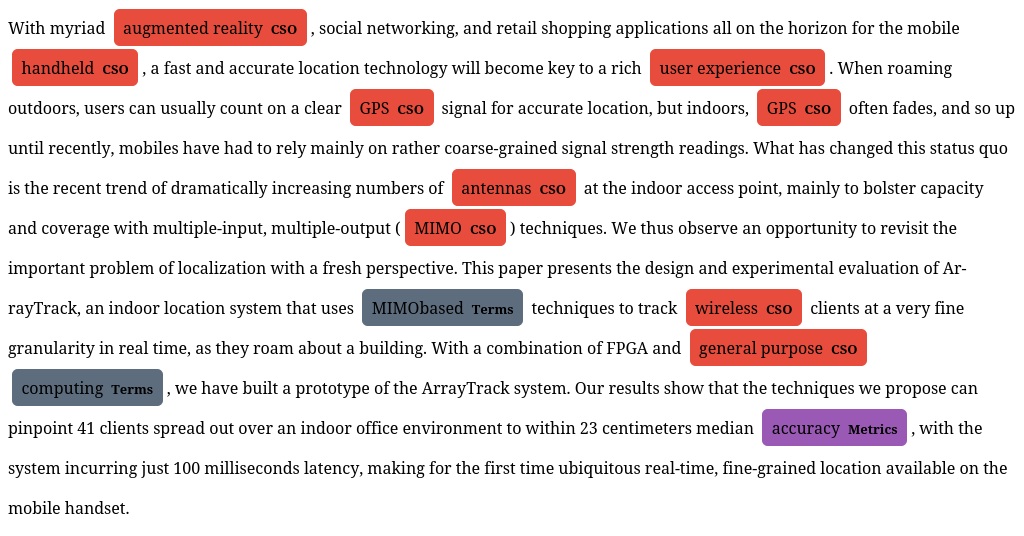 With myriad augmented reality CSO , social networking, and retail shopping applications all on the horizon for the mobile
handheld CSO , a fast and accurate location technology will become key to a rich user experience CSO . When roaming
outdoors, users can usually count on a clear GPS CSO signal for accurate location, but indoors, GPS CSO often fades, and so up
until recently, mobiles have had to rely mainly on rather coarse-grained signal strength readings. What has changed this status quo
is the recent trend of dramatically increasing numbers of antennas CSO at the indoor access point, mainly to bolster capacity
and coverage with multiple-input, multiple-output ( MIMO CSO ) techniques. We thus observe an opportunity to revisit the
important problem of localization with a fresh perspective. This paper presents the design and experimental evaluation of Ar-
rayTrack, an indoor location system that uses MIMObased Terms techniques to track wireless CSO clients at a very fine
granularity in real time, as they roam about a building. With a combination of FPGA and general purpose CSO
computing Terms , we have built a prototype of the ArrayTrack system. Our results show that the techniques we propose can
pinpoint 41 clients spread out over an indoor office environment to within 23 centimeters median accuracy Metrics , with the
system incurring just 100 milliseconds latency, making for the first time ubiquitous real-time, fine-grained location available on the
mobile handset.